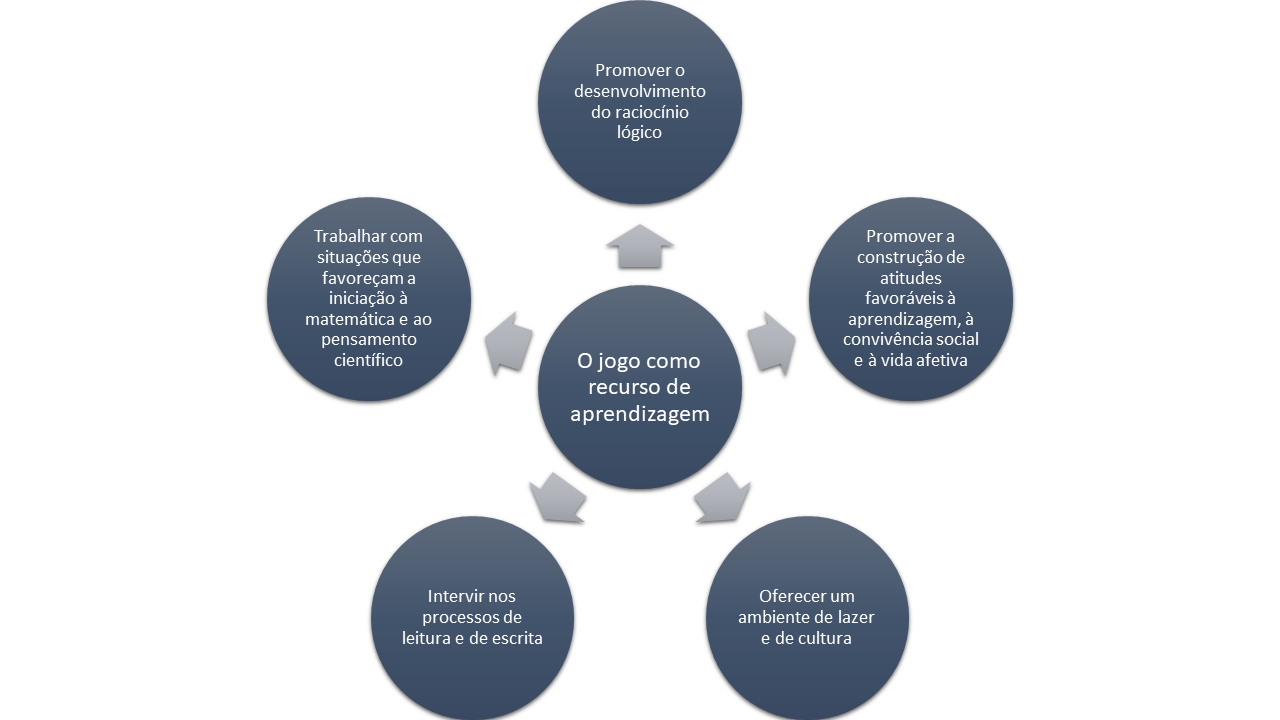 Promover o
desenvolvimento
do raciocínio
lógico
Promover a
construção de
atitudes
favoráveis à
aprendizagem, à
convivência social
e à vida afetiva
Oferecer um
ambiente de lazer
e de cultura
Intervir nos
processos de
leitura e de escrita
Trabalhar com
situações que
favoreçam a
iniciação à
matemática e ao
pensamento
científico
O jogo como
recurso de
aprendizagem